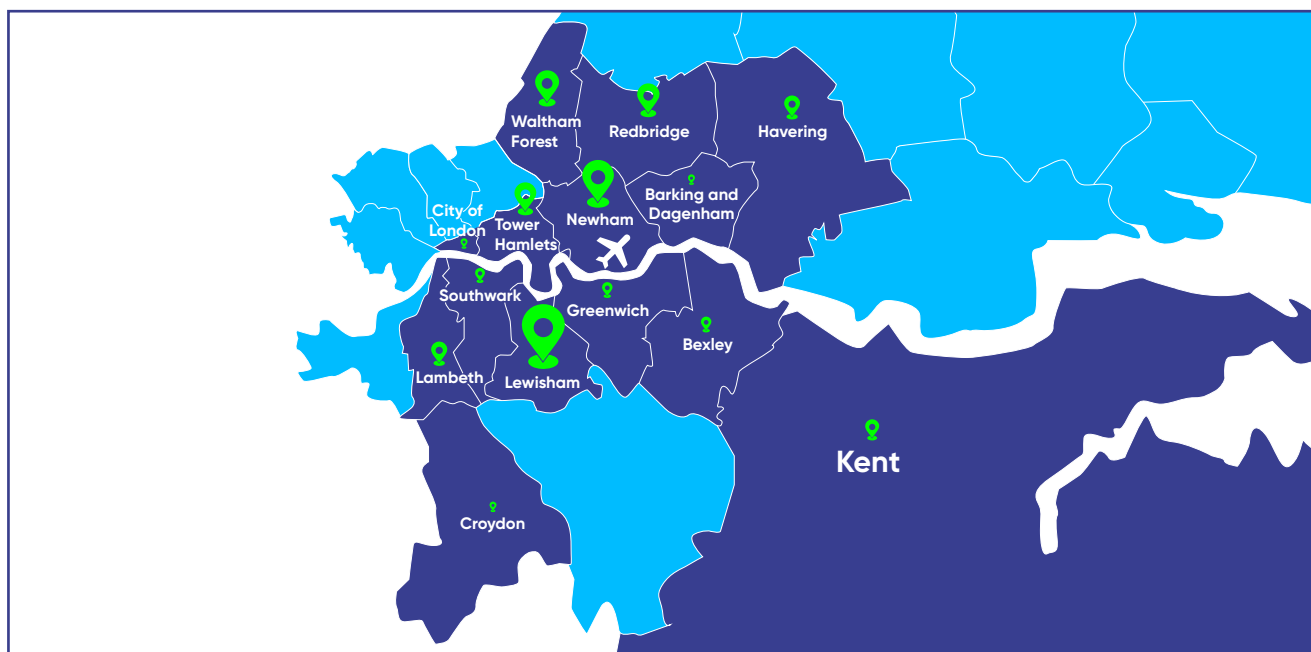 Waltham
Forest
Redbridge
Havering
Barking and
Dagenham
Newham
City of
London
Tower
Hamlets
Southwark
Greenwich
Bexley
Lambeth
Lewisham
Kent
Croydon